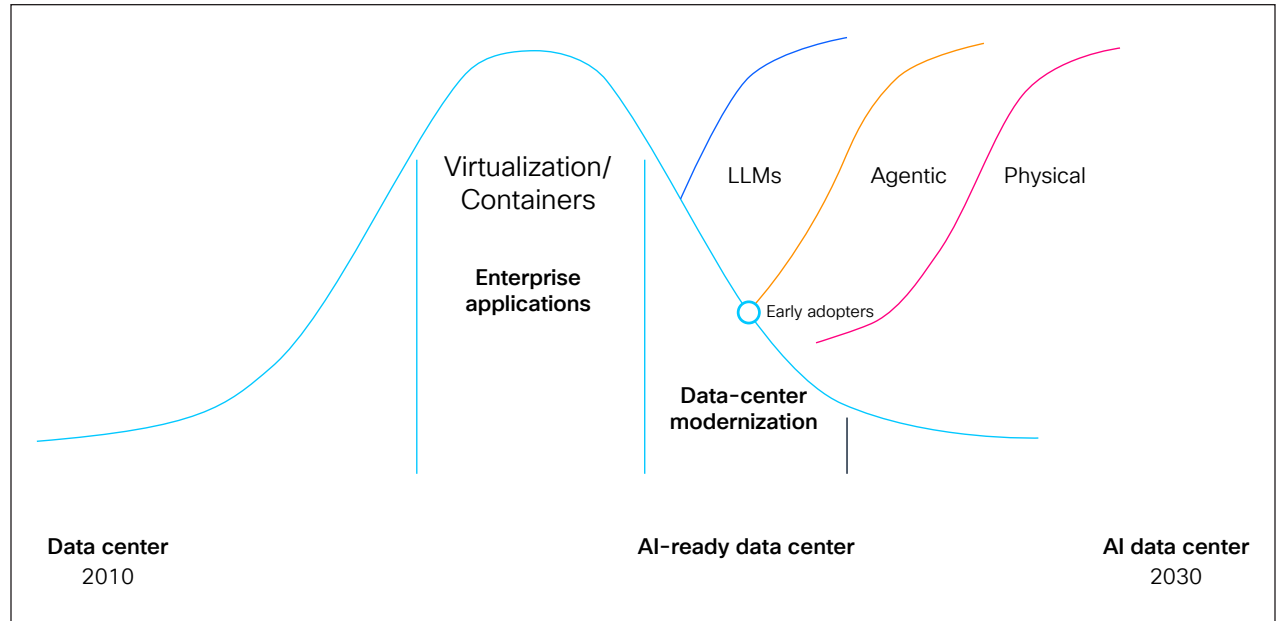 Virtualization/
Containers
Enterprise
applications
LLMs
Agentic
Physical
Early adopters
Data-center
modernization
Data center
2010
AI-ready data center
AI data center
2030